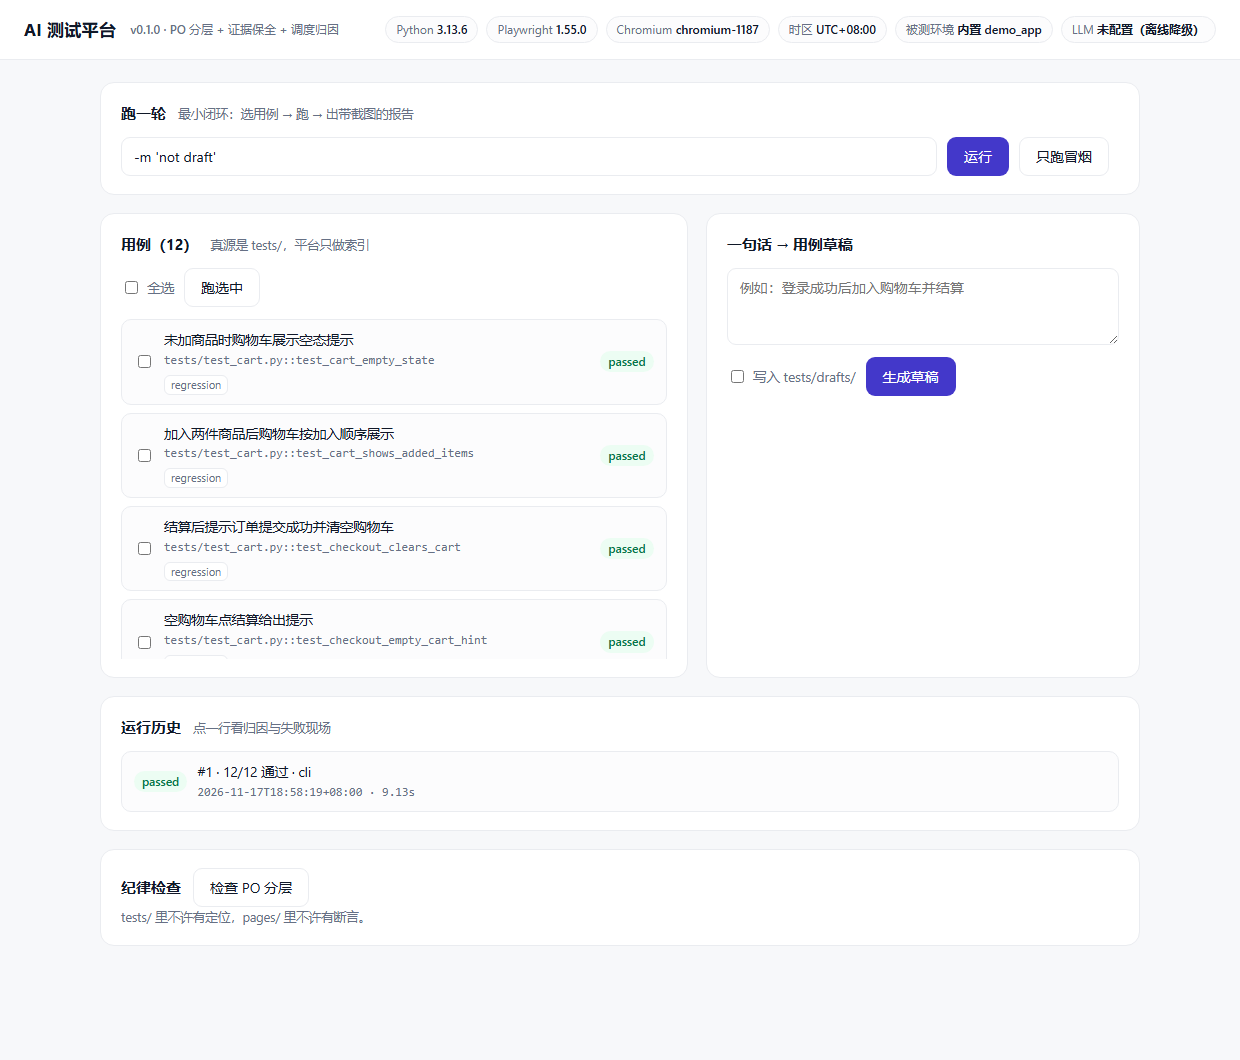 AI 测试平台 v0.1.0 · PO 分层 + 证据保全 + 调度归因 Python 3.13.6 Playwright 1.55.0 Chromium chromium-1187 时区 UTC+08:00 被测环境 内置 demo_app LLM 未配置（离线降级）
跑一轮 最小闭环：选用例 → 跑 → 出带截图的报告
-m 'not draft' 运行 只跑冒烟
用例（12） 真源是 tests/，平台只做索引
全选 跑选中
未加商品时购物车展示空态提示
tests/test_cart.py::test_cart_empty_state
passed
regression
加入两件商品后购物车按加入顺序展示
tests/test_cart.py::test_cart_shows_added_items
passed
regression
结算后提示订单提交成功并清空购物车
tests/test_cart.py::test_checkout_clears_cart
passed
regression
空购物车点结算给出提示
tests/test_cart.py::test_checkout_empty_cart_hint
passed
一句话 → 用例草稿
例如：登录成功后加入购物车并结算
写入 tests/drafts/ 生成草稿
运行历史 点一行看归因与失败现场
passed
#1 · 12/12 通过 · cli
2026-11-17T18:58:19+08:00 · 9.13s
纪律检查 检查 PO 分层
tests/ 里不许有定位，pages/ 里不许有断言。